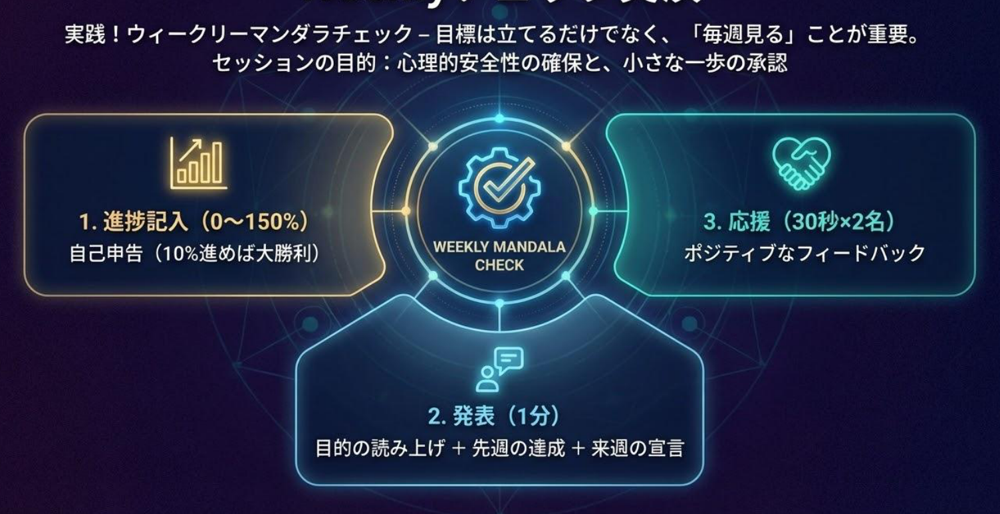 実践！ウィークリーマンダラチェック – 目標は立てるだけでなく、「毎週見る」ことが重要。
セッションの目的：心理的安全性の確保と、小さな一歩の承認
1. 進捗記入（0〜150%）
自己申告（10%進めば大勝利）
WEEKLY MANDALA
CHECK
3. 応援（30秒×2名）
ポジティブなフィードバック
2. 発表（1分）
目的の読み上げ + 先週の達成 + 来週の宣言